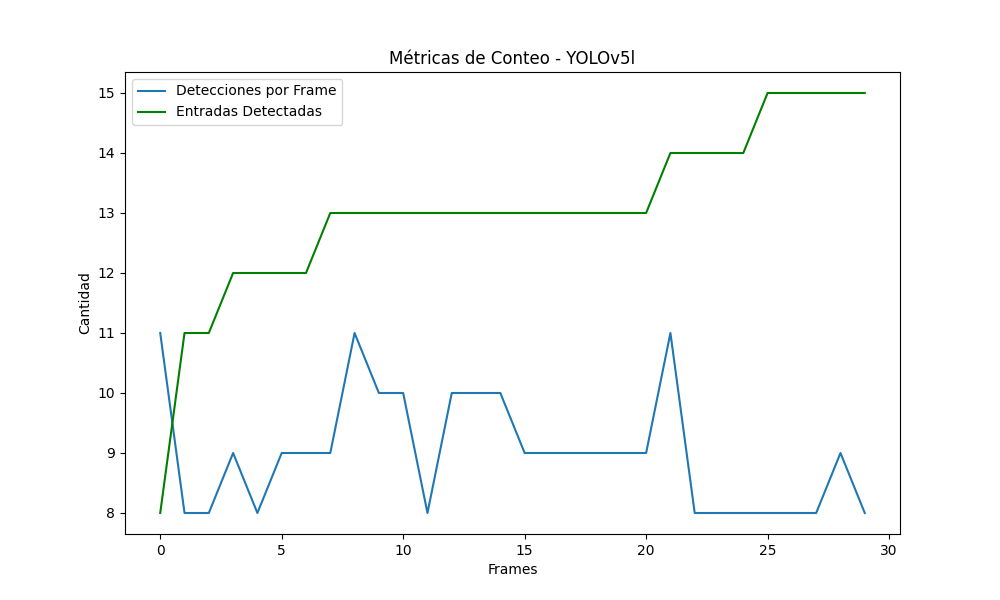 Métricas de Conteo - YOLOv5l
Detecciones por Frame
Entradas Detectadas
Cantidad
15
14
13
12
11
10
9
8
0 5 10 15 20 25 30
Frames